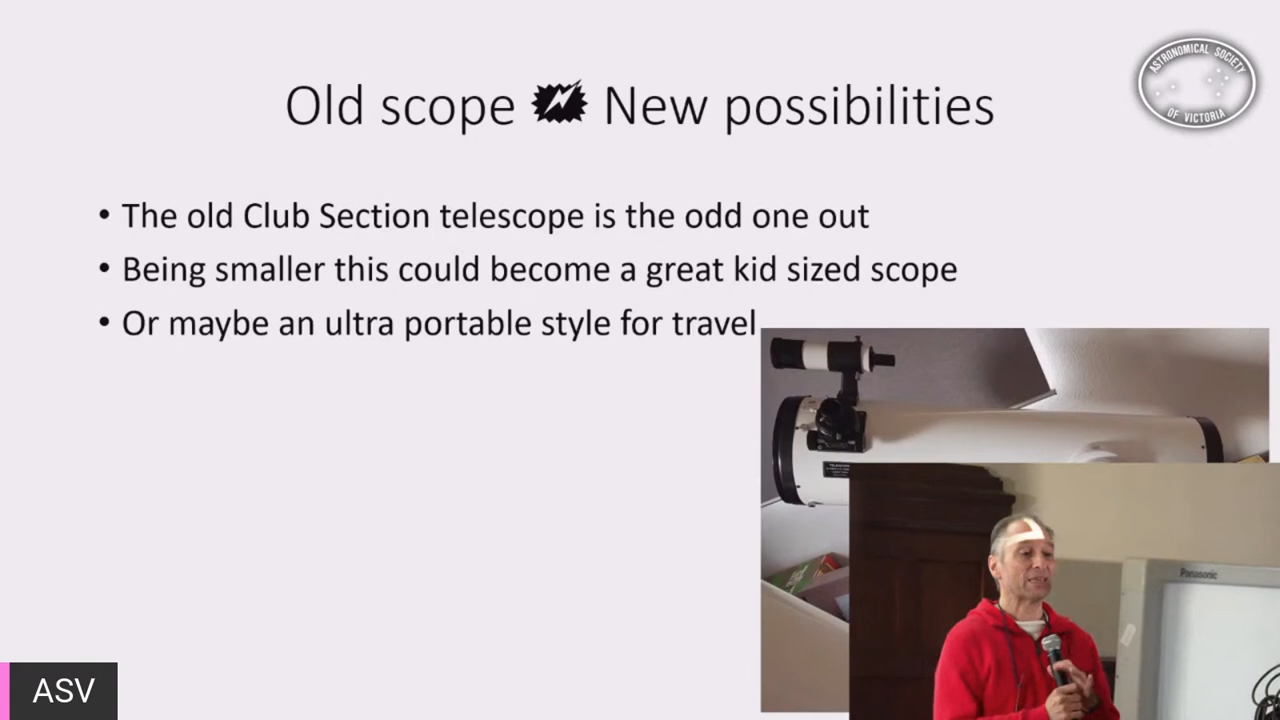 ASTRONOMICAL SOCIETY
OF VICTORIA
Old scope New possibilities
• The old Club Section telescope is the odd one out
• Being smaller this could become a great kid sized scope
• Or maybe an ultra portable style for travel
Panasonic
ASV